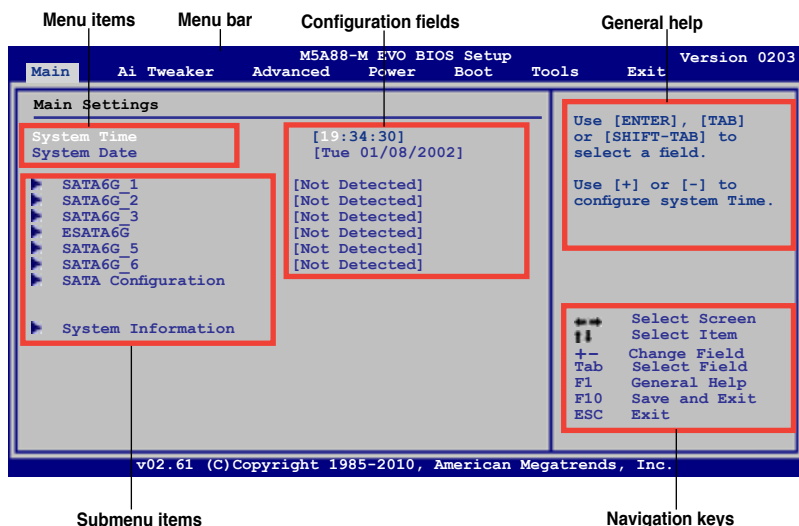 Menu items Menu bar Configuration fields General help
M5A88-M EVO BIOS Setup Version 0203
Main Ai Tweaker Advanced Power Boot Tools Exit
Main Settings
System Time [19:34:30]
System Date [Tue 01/08/2002]
SATA6G_1 [Not Detected]
SATA6G_2 [Not Detected]
SATA6G_3 [Not Detected]
ESATA6G [Not Detected]
SATA6G_5 [Not Detected]
SATA6G_6 [Not Detected]
SATA Configuration
System Information
Use [ENTER], [TAB]
or [SHIFT-TAB] to
select a field.
Use [+] or [-] to
configure system Time.
←→ Select Screen
↑↓ Select Item
+- Change Field
Tab Select Field
F1 General Help
F10 Save and Exit
ESC Exit
v02.61 (C)Copyright 1985-2010, American Megatrends, Inc.
Submenu items Navigation keys